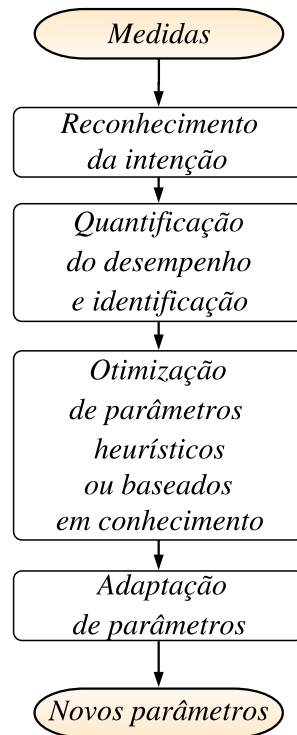 Medidas
Reconhecimento
da intenção
Quantificação
do desempenho
e identificação
Otimização
de parâmetros
heurísticos
ou baseados
em conhecimento
Adaptação
de parâmetros
Novos parâmetros